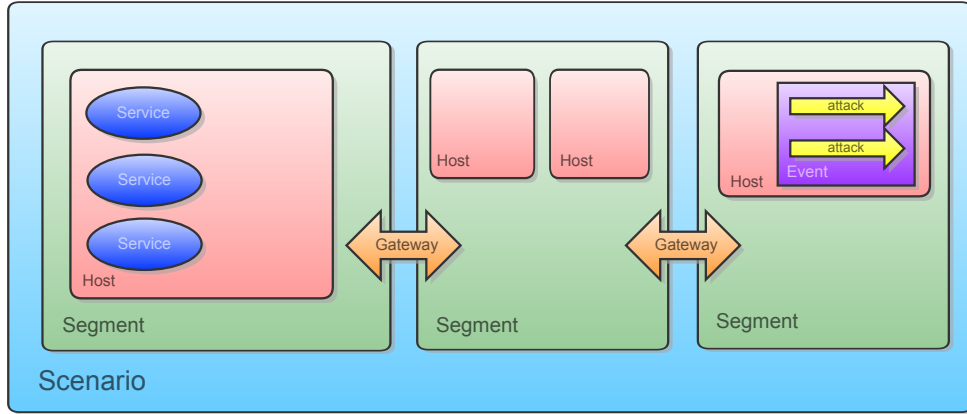 Service
Service
Service
Host
Segment
Gateway
Host
Host
Segment
Gateway
attack
attack
Event
Host
Segment
Scenario